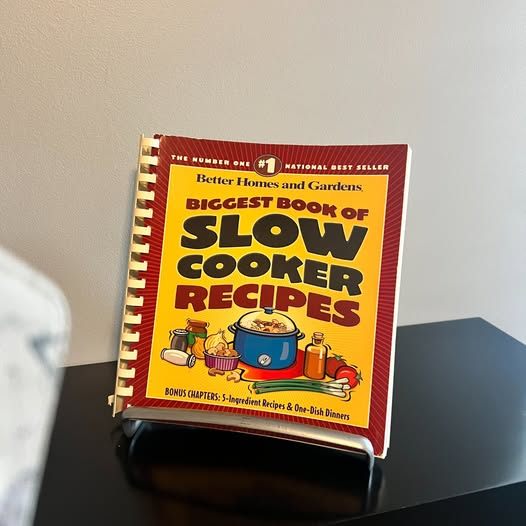 THE NUMBER ONE #1 NATIONAL BEST SELLER
Better Homes and Gardens.
BIGGEST BOOK OF
SLOW
COOKER
RECIPES
BONUS CHAPTERS: 5-Ingredient Recipes & One-Dish Dinners